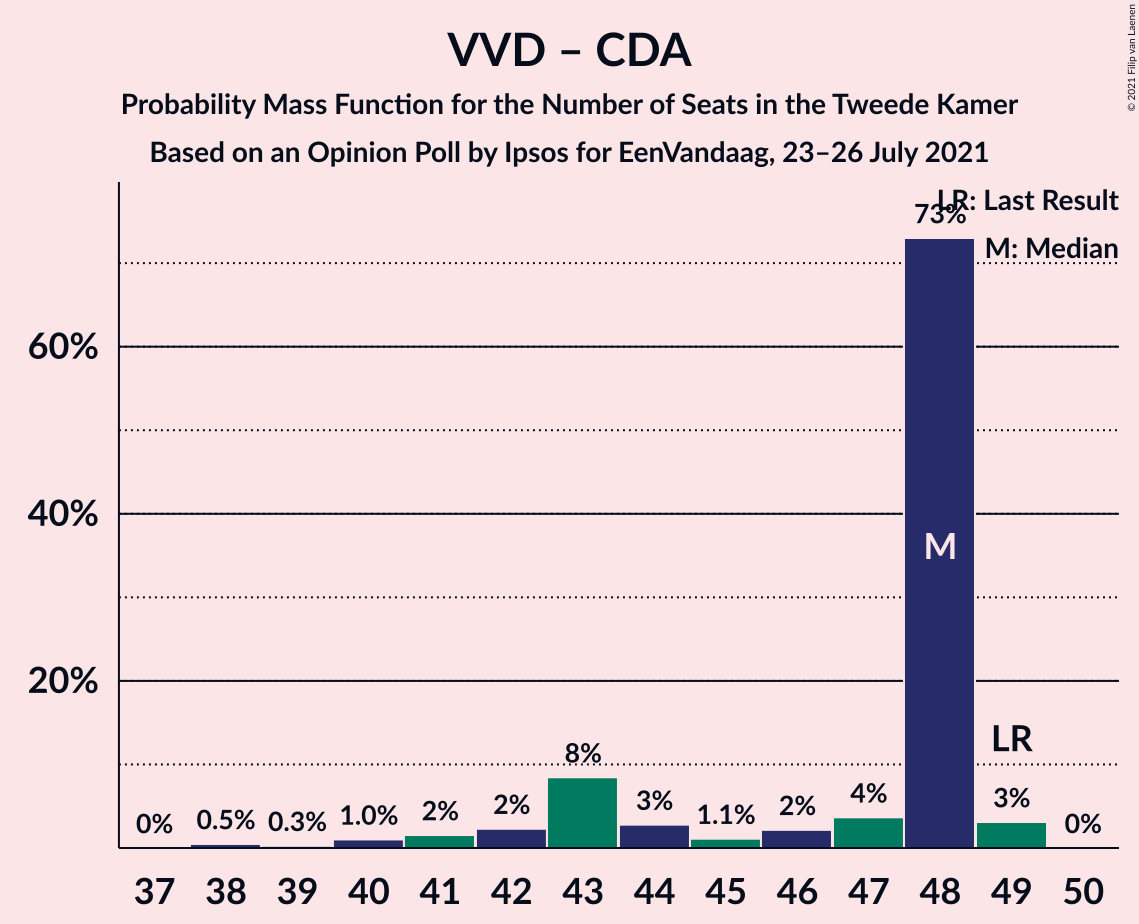 VVD – CDA
Probability Mass Function for the Number of Seats in the Tweede Kamer
Based on an Opinion Poll by Ipsos for EenVandaag, 23–26 July 2021
© 2021 Filip van Laenen
LR: Last Result
M: Median
60%
40%
20%
0%
0.5%
0.3%
1.0%
2%
2%
8%
3%
1.1%
2%
4%
73%
3%
0%
M
LR
37 38 39 40 41 42 43 44 45 46 47 48 49 50